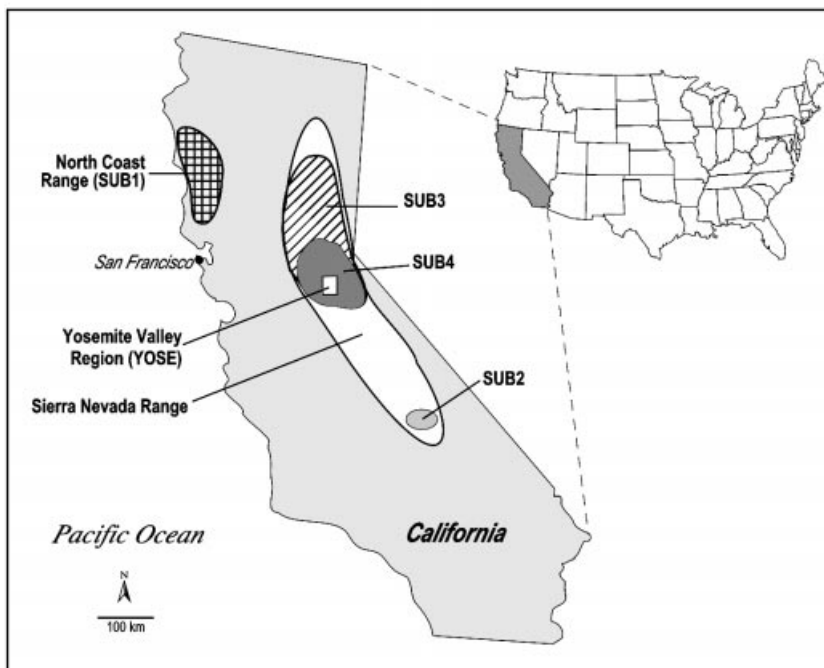 North Coast
Range (SUB1)
SUB3
San Francisco
SUB4
Yosemite Valley
Region (YOSE)
SUB2
Sierra Nevada Range
Pacific Ocean
California
N
100 km